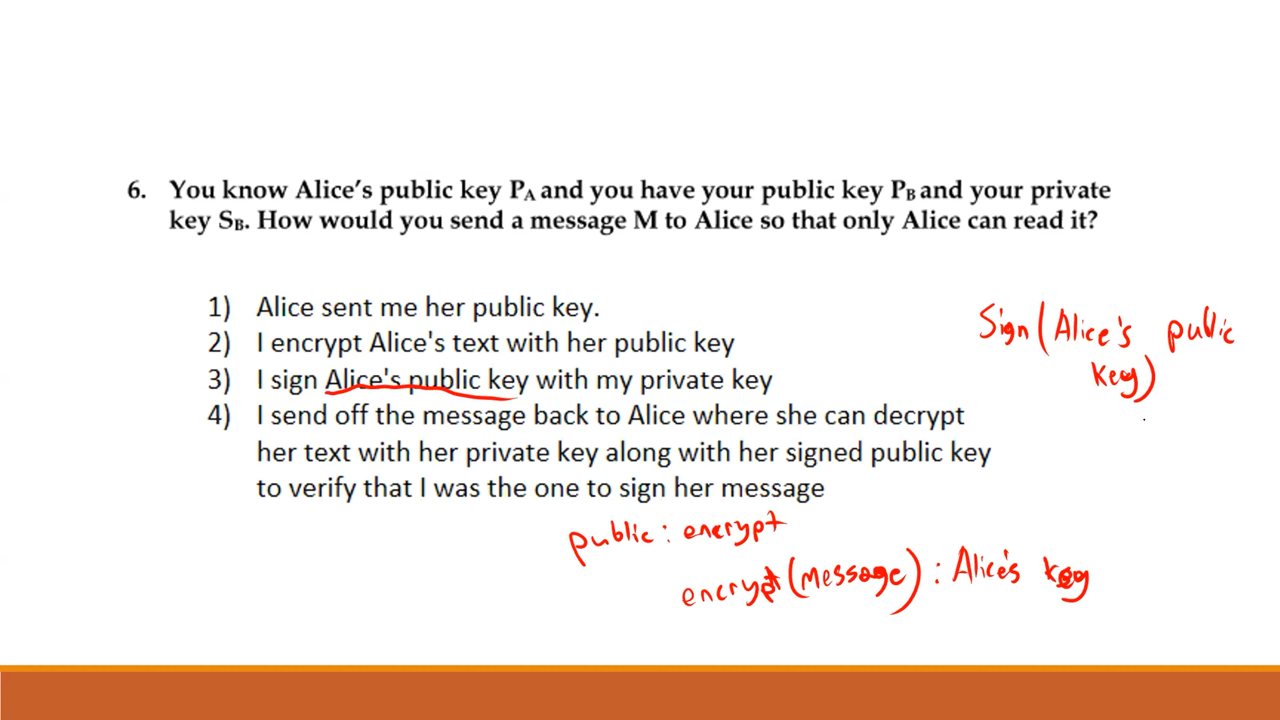 6. You know Alice's public key PA and you have your public key PB and your private
key SB. How would you send a message M to Alice so that only Alice can read it?
1) Alice sent me her public key.
2) I encrypt Alice's text with her public key
3) I sign Alice's public key with my private key
4) I send off the message back to Alice where she can decrypt
her text with her private key along with her signed public key
to verify that I was the one to sign her message
Sign(Alice's public
key)
public: encrypt
encrypt(message): Alice's key